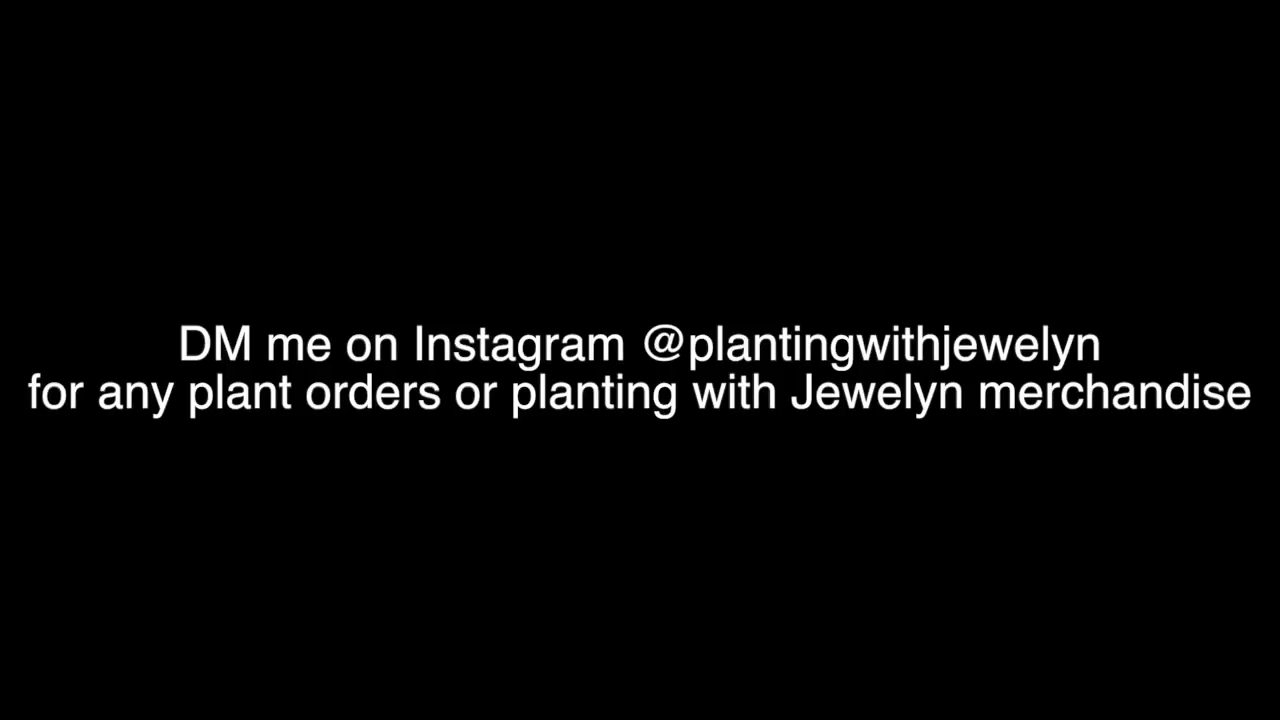 DM me on Instagram @plantingwithjewelyn
for any plant orders or planting with Jewelyn merchandise